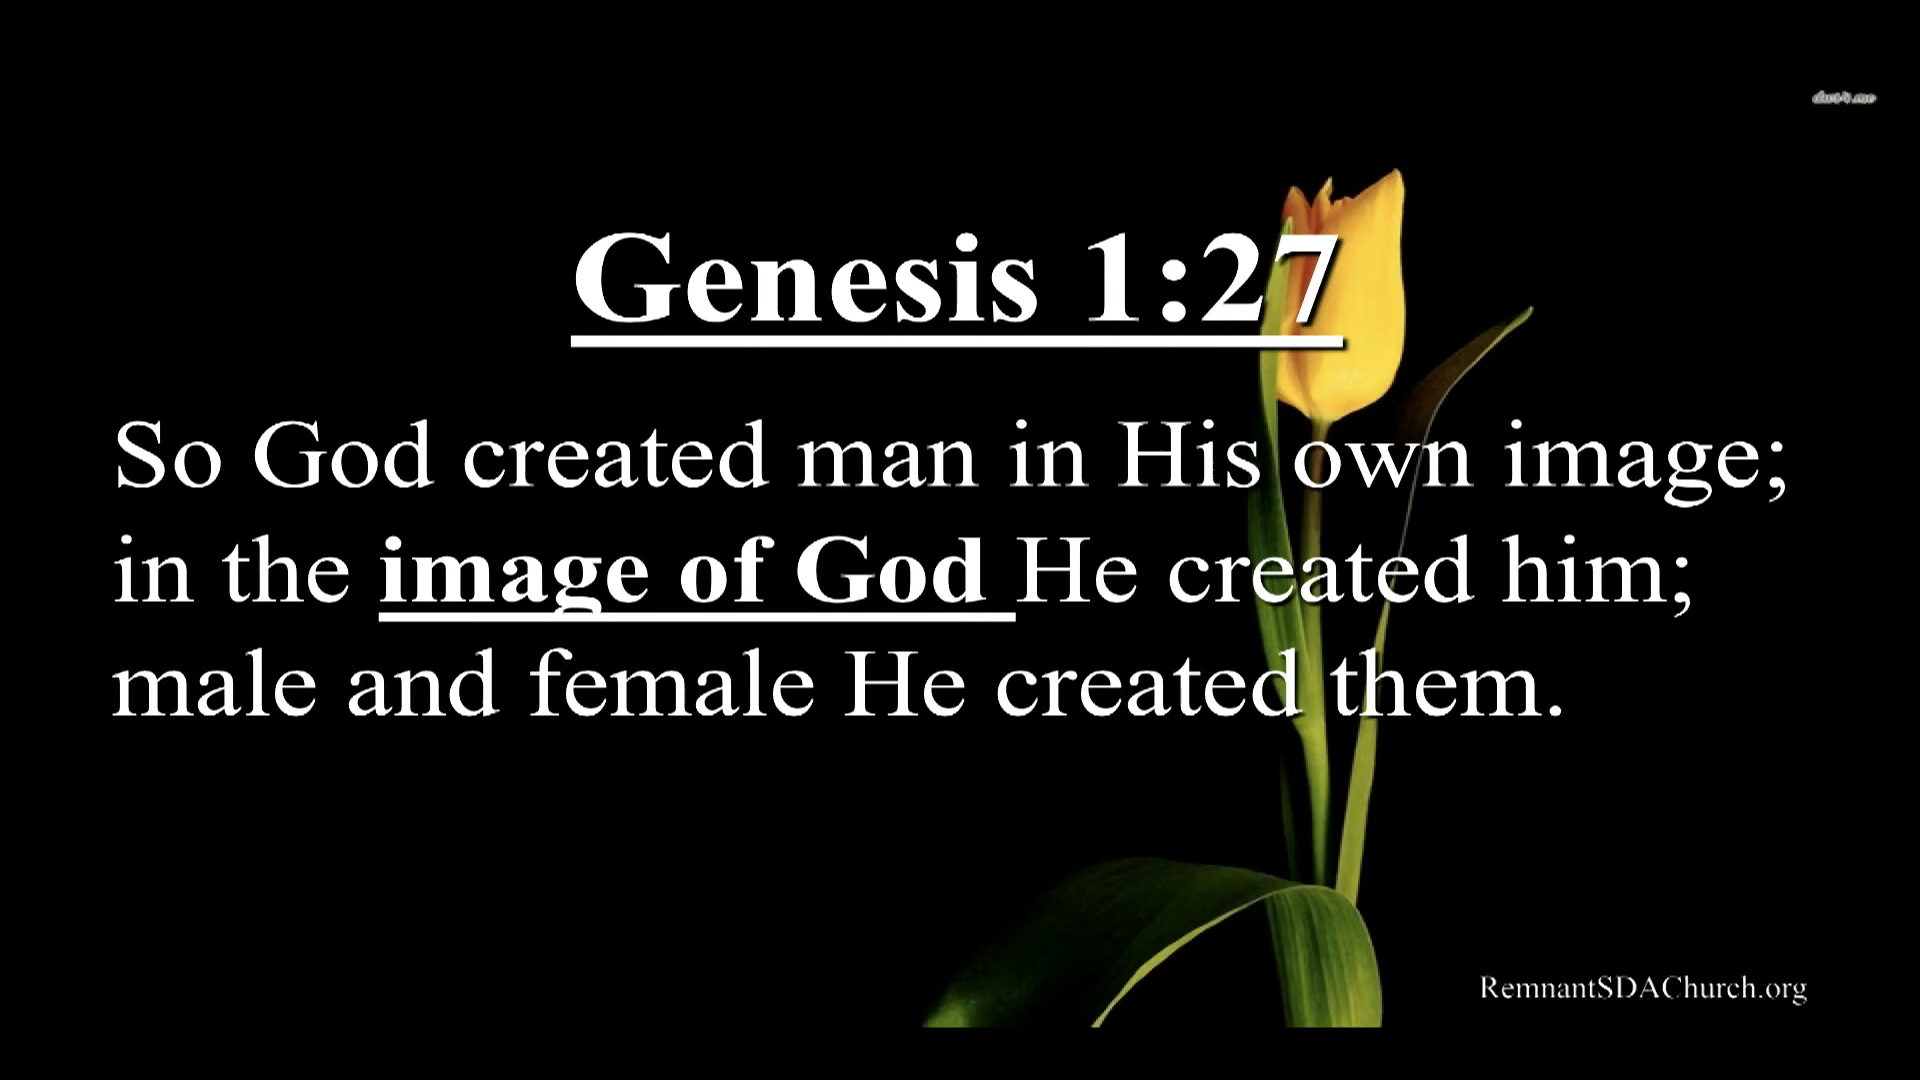 Genesis 1:27
So God created man in His own image;
in the image of God He created him;
male and female He created them.
RemnantSDAChurch.org